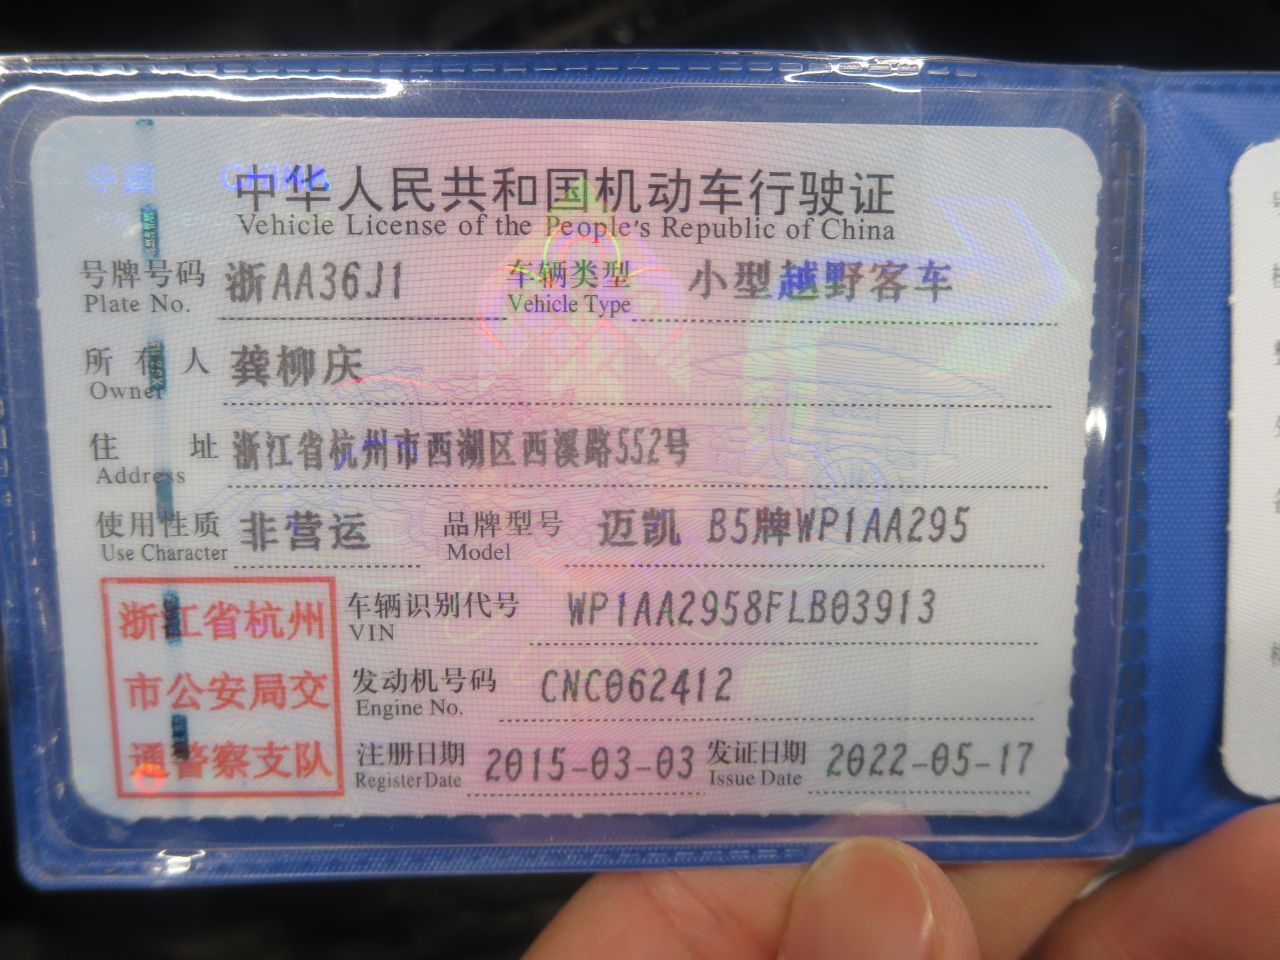 中国 CHINA
中华人民共和国机动车行驶证
Vehicle License of the People's Republic of China
号牌号码 浙AA36J1 车辆类型 小型越野客车
Plate No. Vehicle Type
所有人 龚柳庆
Owner
住址 浙江省杭州市西湖区西溪路552号
Address
使用性质 非营运 品牌型号 迈凯 B5牌WP1AA295
Use Character Model
浙江省杭州
市公安局交
通警察支队
车辆识别代号 WP1AA2958FLB03913
VIN
发动机号码 CNC062412
Engine No.
注册日期 2015-03-03 发证日期 2022-05-17
Register Date Issue Date